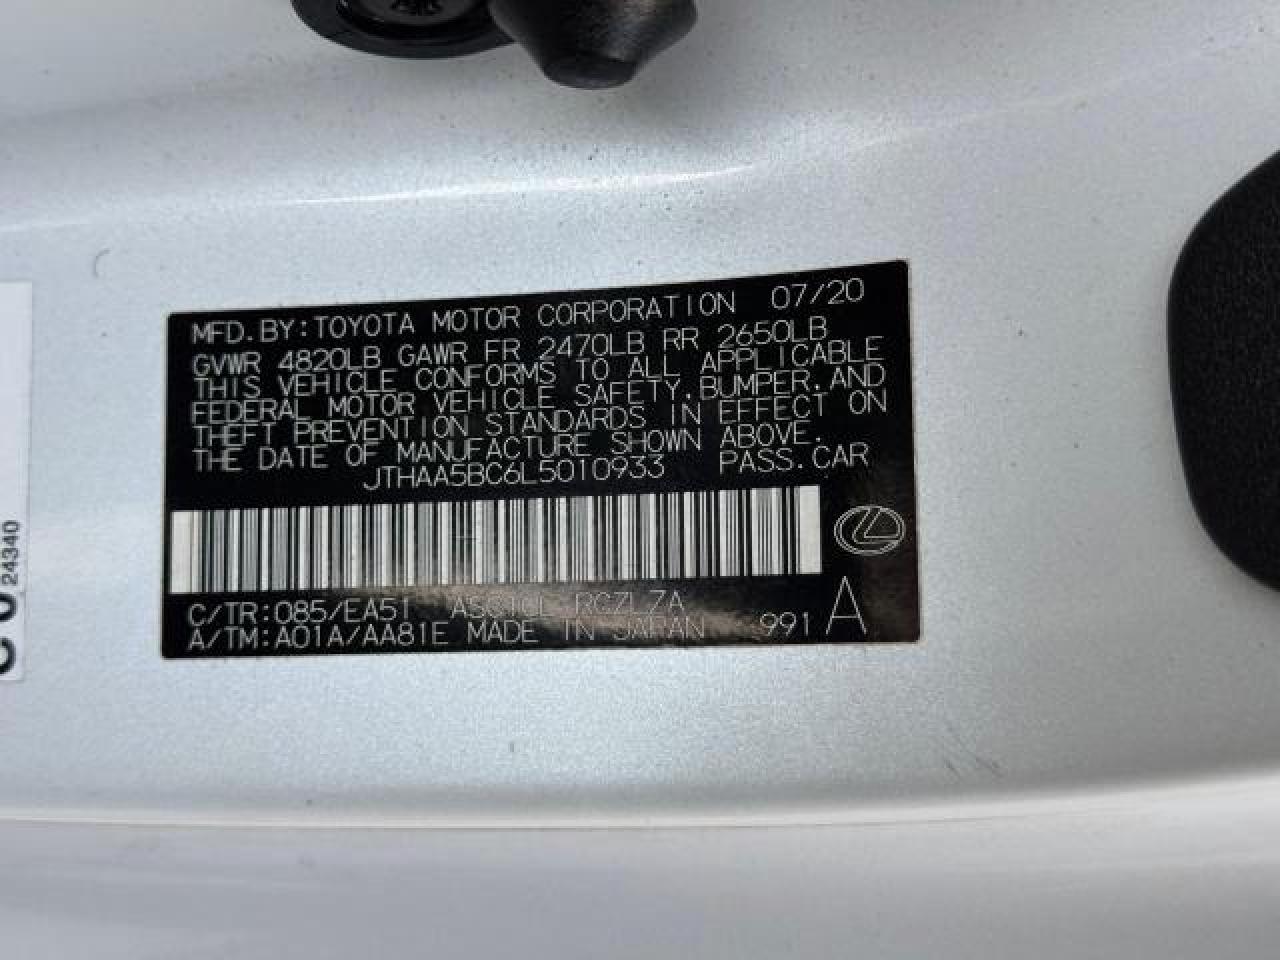 MFD.BY:TOYOTA MOTOR CORPORATION 07/20
GVWR 4820LB GAWR FR 2470LB RR 2650LB
THIS VEHICLE CONFORMS TO ALL APPLICABLE
FEDERAL MOTOR VEHICLE SAFETY,BUMPER,AND
THEFT PREVENTION STANDARDS IN EFFECT ON
THE DATE OF MANUFACTURE SHOWN ABOVE.
JTHAA5BC6L5010933 PASS.CAR
C/TR:085/EA51 RCZLZA
A/TM:A01A/AA81E MADE IN JAPAN 991 A
24340